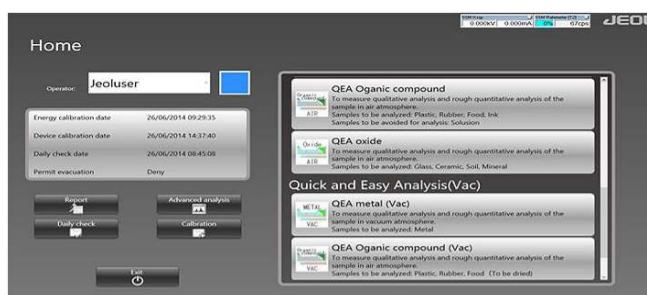 0.000kV 0.000mA 0% 67cps
JEOL
Home
Operator: Jeoluser
Energy calibration date 26/06/2014 09:29:35
Device calibration date 26/06/2014 14:37:40
Daily check date 26/06/2014 08:45:08
Permit evacuation Deny
Report
Advanced analysis
Daily check
Calibration
Exit
QEA Oganic compound
To measure qualitative analysis and rough quantitative analysis of the
sample in air atmosphere.
Samples to be analyzed: Plastic, Rubber, Food, Ink
Samples to be avoided for analysis: Solusion
AIR
QEA oxide
To measure qualitative analysis and rough quantitative analysis of the
sample in air atmosphere.
Samples to be analyzed: Glass, Ceramic, Soil, Mineral
Oxide
AIR
Quick and Easy Analysis(Vac)
QEA metal (Vac)
To measure qualitative analysis and rough quantitative analysis of the
sample in vacuum atmosphere.
Samples to be analyzed: Metal
METAL
VAC
QEA Oganic compound (Vac)
To measure qualitative analysis and rough quantitative analysis of the
sample in air atmosphere.
Samples to be analyzed: Plastic, Rubber, Food (To be dried)
VAC